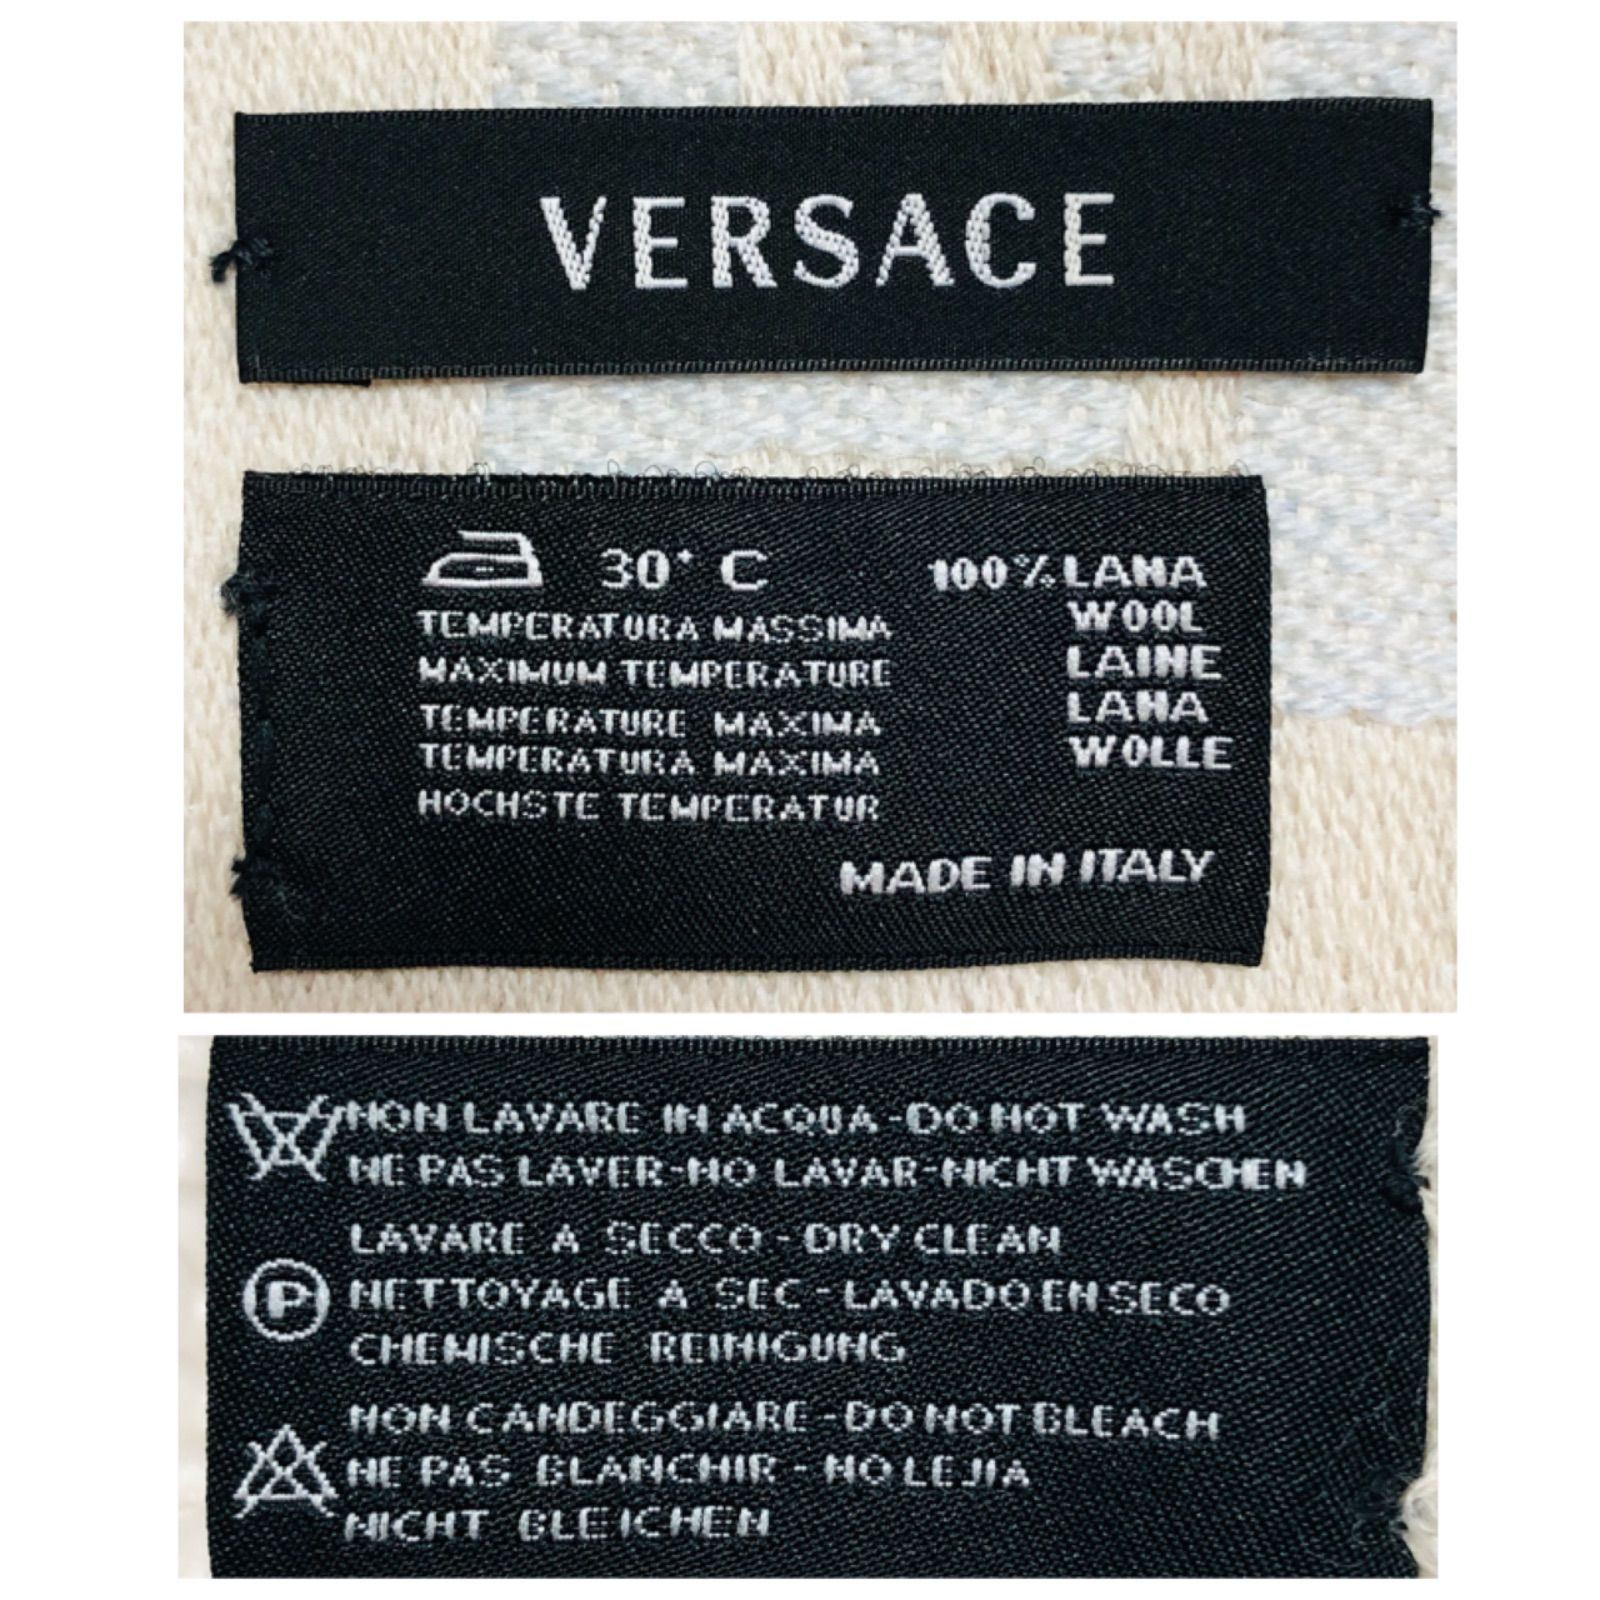 VERSACE
30° C
TEMPERATURA MASSIMA
MAXIMUM TEMPERATURE
TEMPERATURE MAXIMA
TEMPERATURA MAXIMA
HOCHSTE TEMPERATUR
100% LANA
WOOL
LAINE
LANA
WOLLE
MADE IN ITALY
NON LAVARE IN ACQUA-DO NOT WASH
NE PAS LAVER-NO LAVAR-NICHT WASCHEN
LAVARE A SECCO-DRY CLEAN
P NETTOYAGE A SEC-LAVADO EN SECO
CHEMISCHE REINIGUNG
NON CANDEGGIARE-DO NOT BLEACH
NE PAS BLANCHIR-NO LEJIA
NICHT BLEICHEN